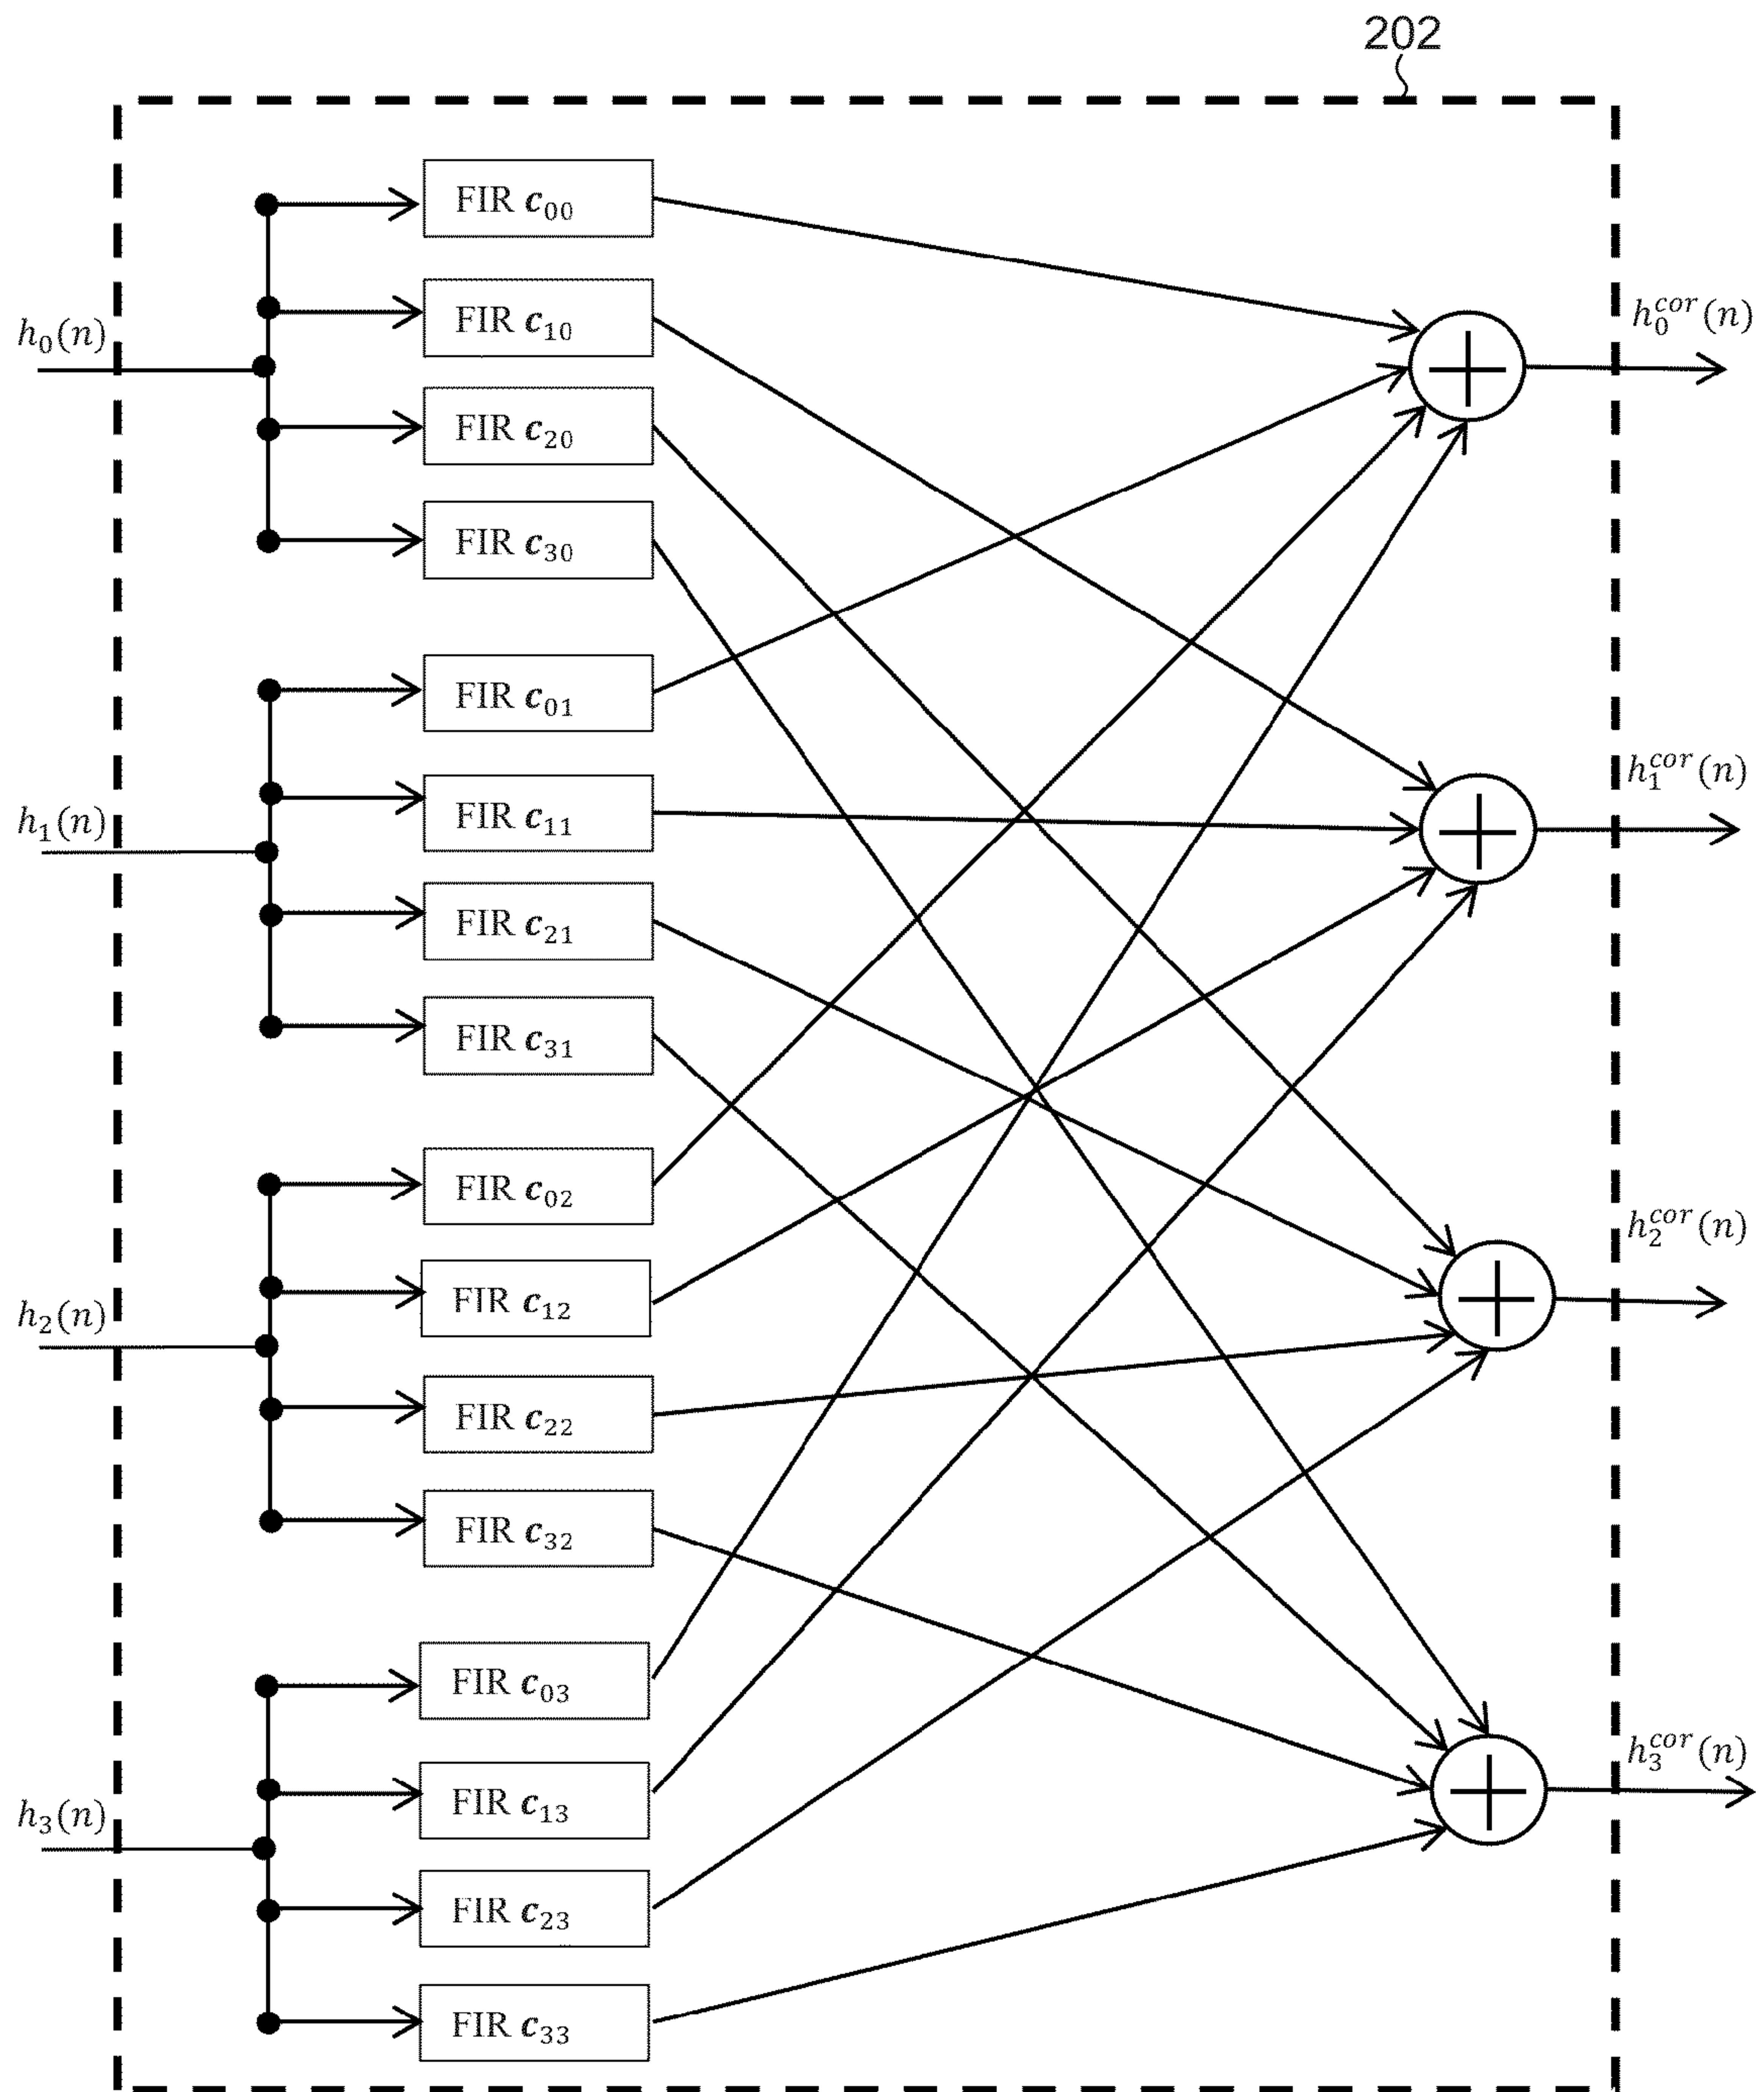 202
FIR c₀₀
FIR c₁₀
h₀(n)
h₀ᶜᵒʳ(n)
FIR c₂₀
FIR c₃₀
FIR c₀₁
FIR c₁₁
h₁(n)
h₁ᶜᵒʳ(n)
FIR c₂₁
FIR c₃₁
FIR c₀₂
FIR c₁₂
h₂(n)
h₂ᶜᵒʳ(n)
FIR c₂₂
FIR c₃₂
FIR c₀₃
FIR c₁₃
h₃(n)
h₃ᶜᵒʳ(n)
FIR c₂₃
FIR c₃₃